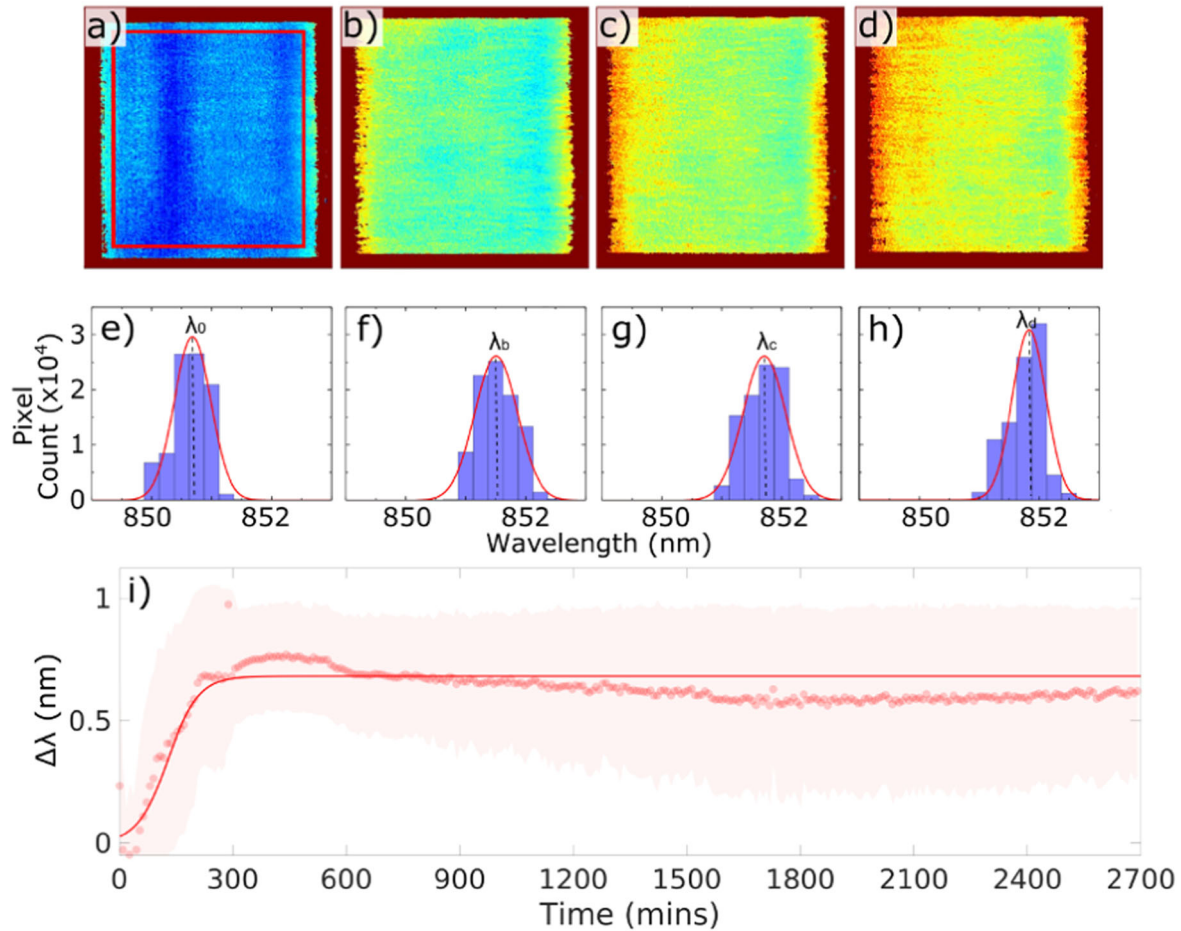 a) b) c) d)
e) f) g) h)
λ0 λb λc λd
Pixel
Count (x10⁴)
3
2
1
0
850 852 850 852 850 852 850 852
Wavelength (nm)
i)
Δλ (nm)
1
0.5
0
0 300 600 900 1200 1500 1800 2100 2400 2700
Time (mins)